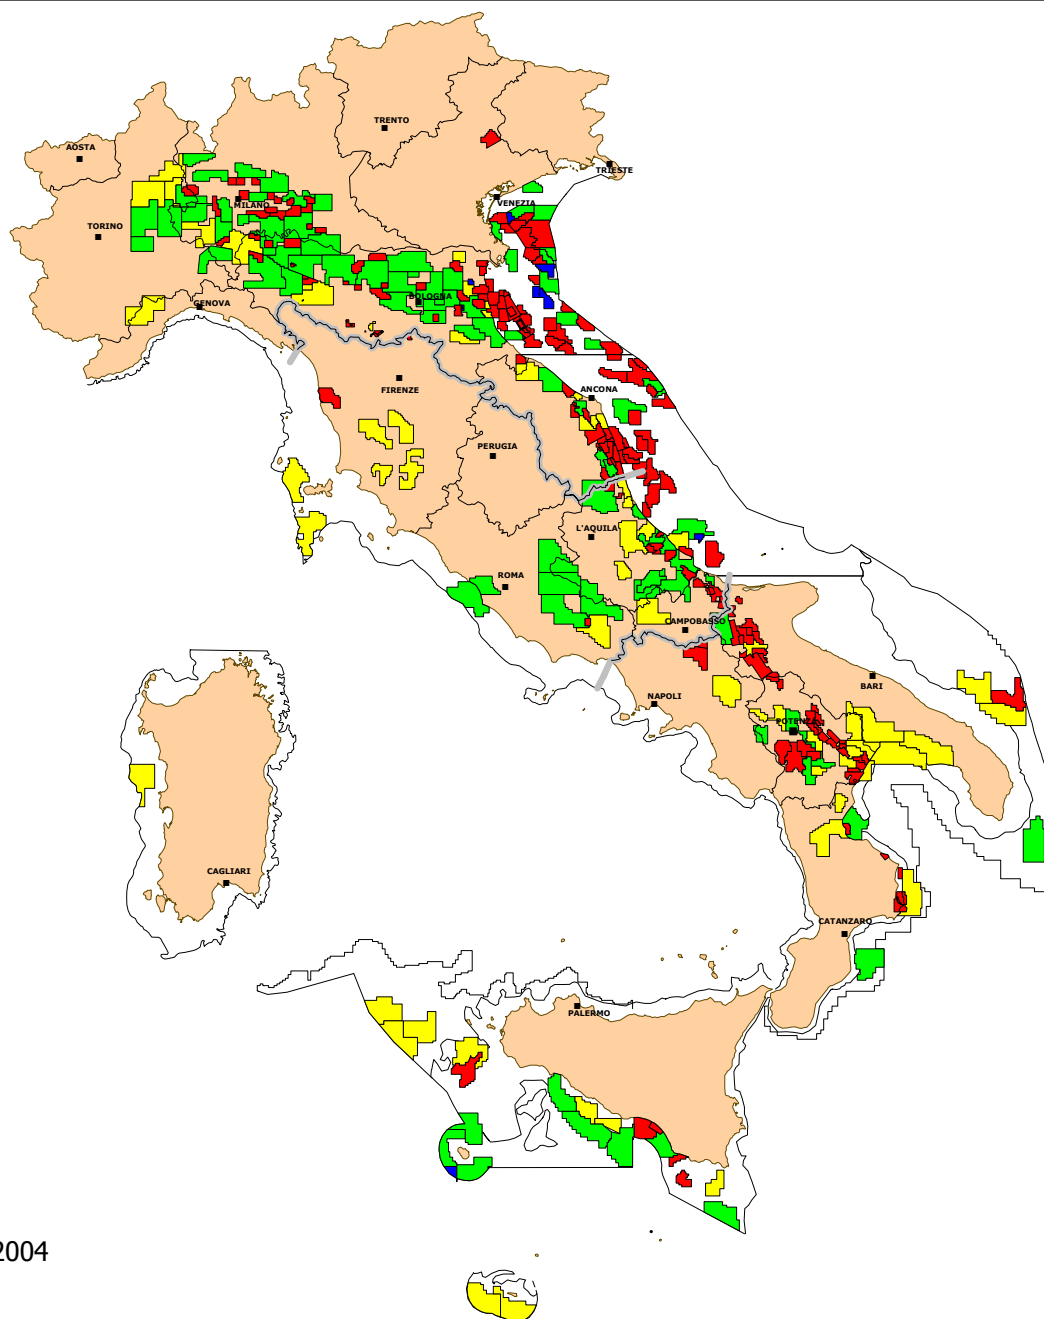 TRENTO
AOSTA
TRIESTE
VENEZIA
MILANO
TORINO
BOLOGNA
GENOVA
FIRENZE
ANCONA
PERUGIA
L'AQUILA
ROMA
CAMPOBASSO
BARI
NAPOLI
POTENZA
CAGLIARI
CATANZARO
PALERMO
2004